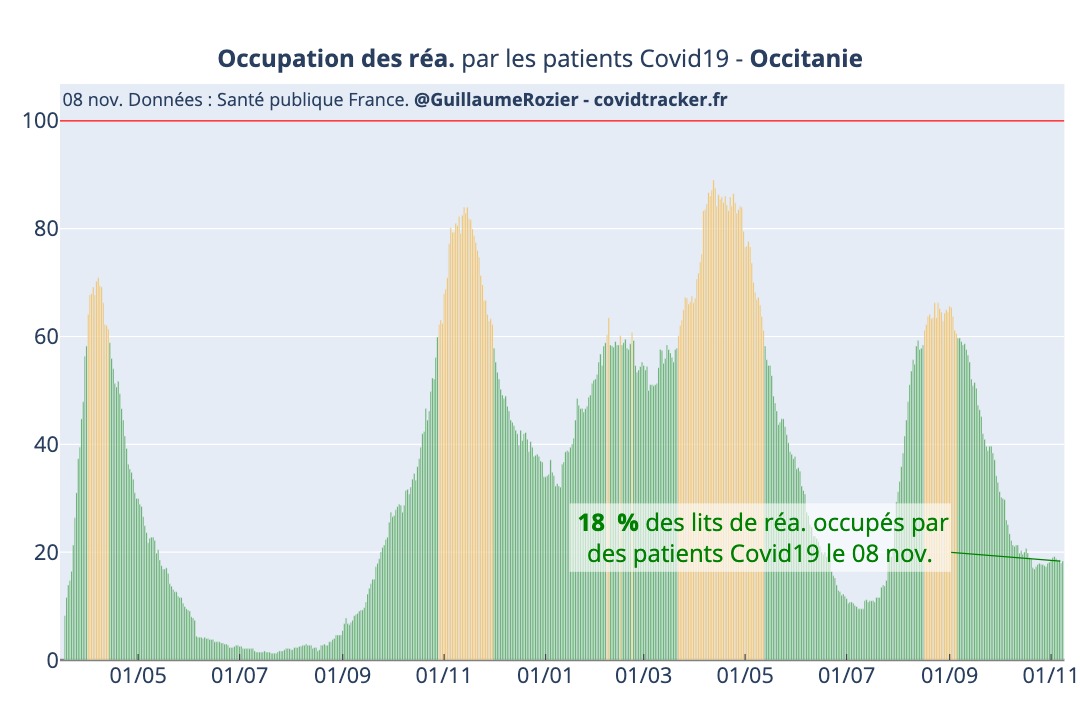 Occupation des réa. par les patients Covid19 - Occitanie
08 nov. Données : Santé publique France. @GuillaumeRozier - covidtracker.fr
100
80
60
40
20
0
18 % des lits de réa. occupés par
des patients Covid19 le 08 nov.
01/05 01/07 01/09 01/11 01/01 01/03 01/05 01/07 01/09 01/11